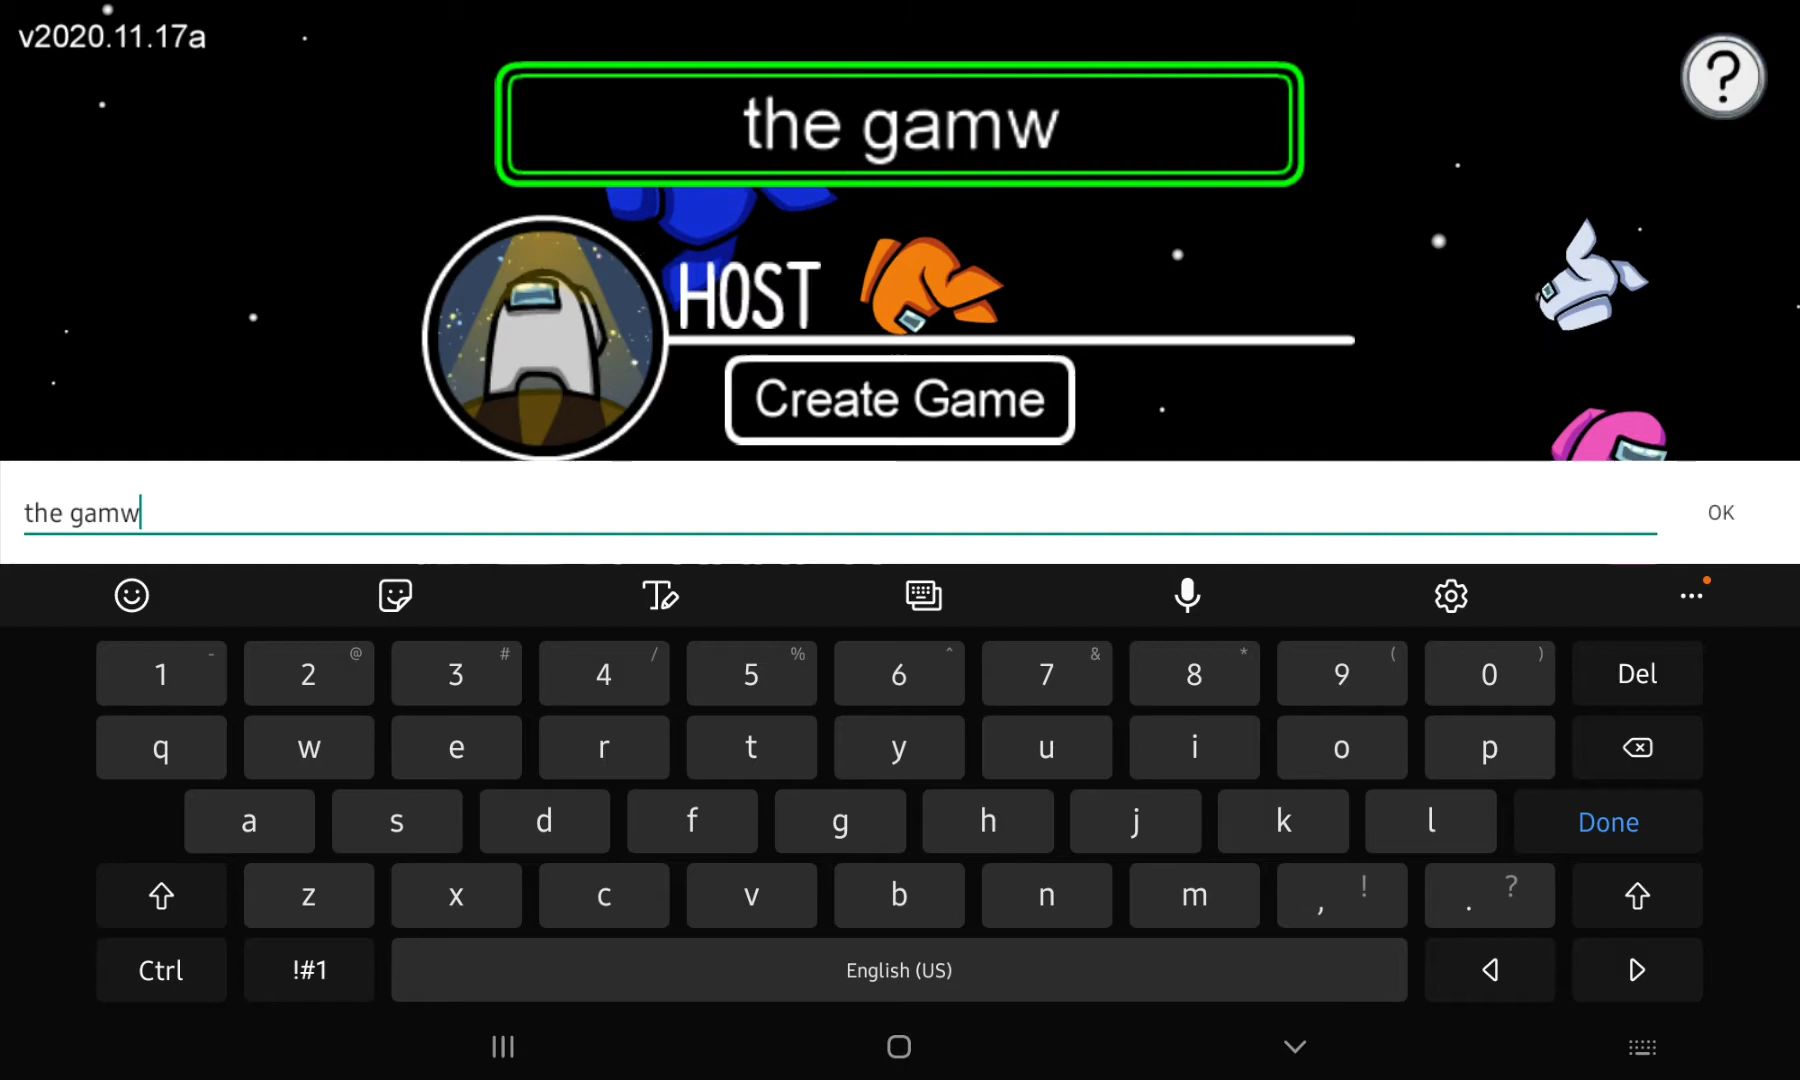 v2020.11.17a
the gamw
?
HOST
Create Game
the gamw
OK
1 - 2 @ 3 # 4 / 5 % 6 ^ 7 & 8 * 9 ( 0 ) Del
q w e r t y u i o p
a s d f g h j k l Done
z x c v b n m , ! . ?
Ctrl !#1 English (US)